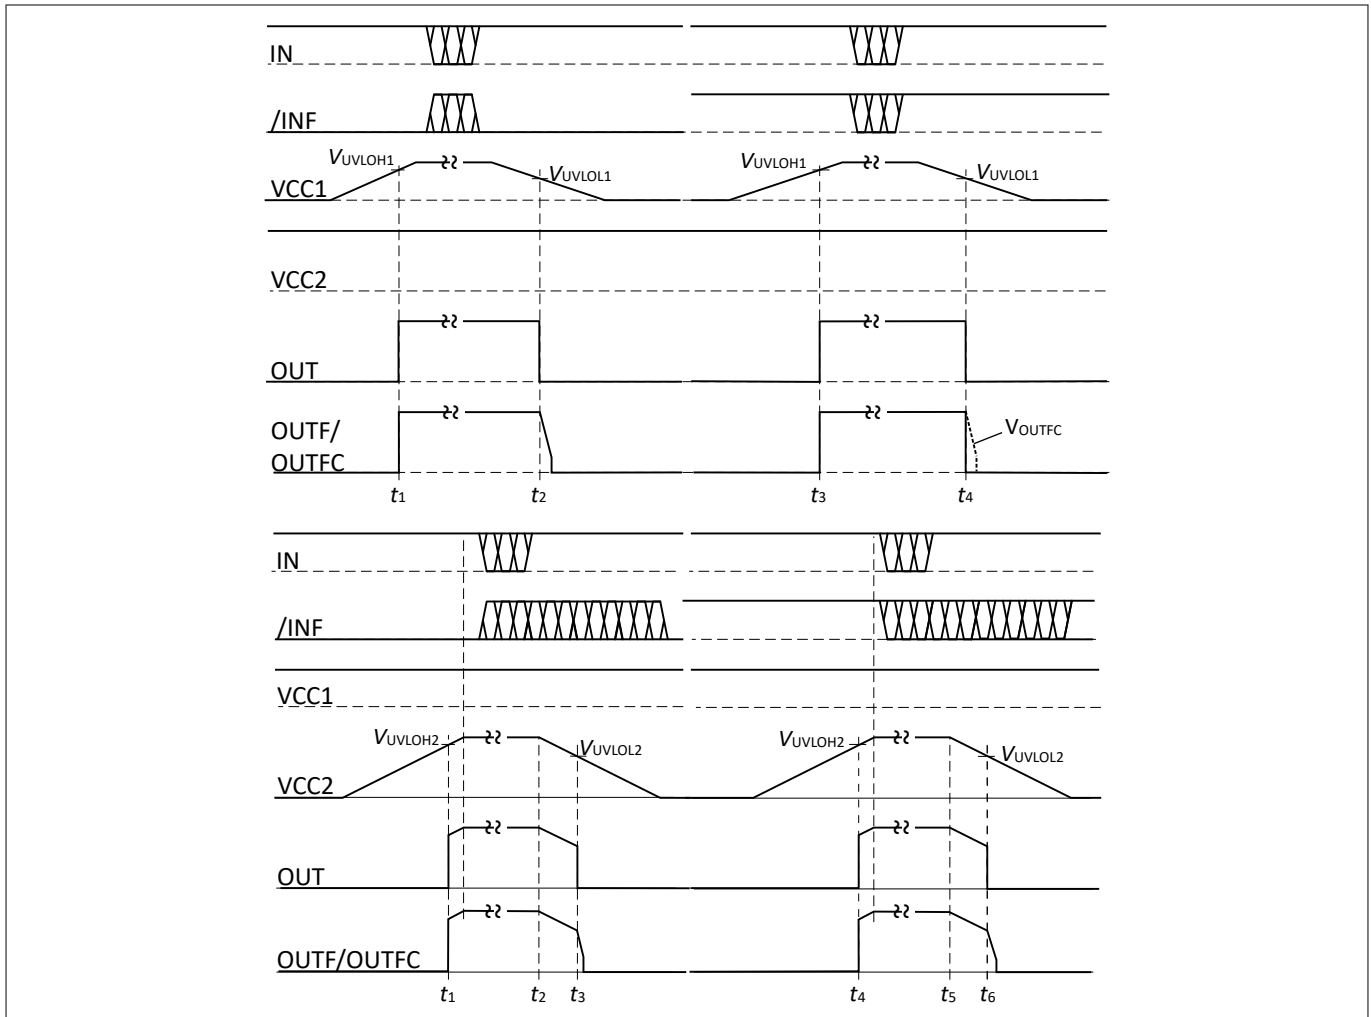 IN
/INF
VUVLOH1 VUVLOL1 VUVLOH1 VUVLOL1
VCC1
VCC2
OUT
OUTF/ VOUTFC
OUTFC
t1 t2 t3 t4
IN
/INF
VCC1
VUVLOH2 VUVLOL2 VUVLOH2 VUVLOL2
VCC2
OUT
OUTF/OUTFC
t1 t2 t3 t4 t5 t6